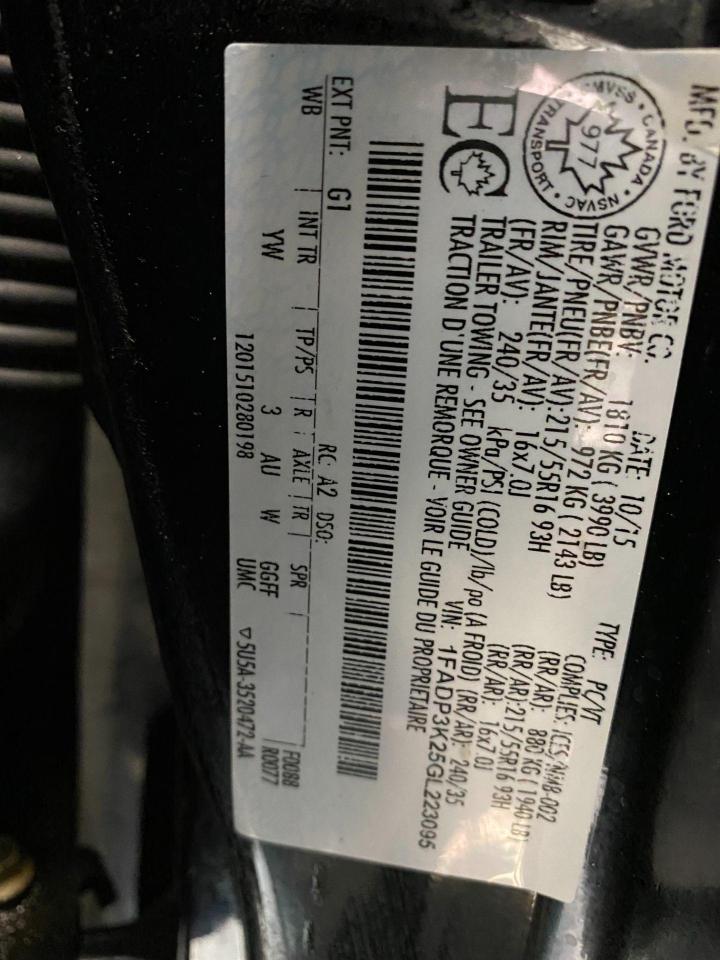 MFG. BY FORD MOTOR CO.
DATE: 10/15 TYPE: PC/VT
GVWR/PNBV: 1810 KG ( 3990 LB) COMPLIES: ICES/NMB-002
GAWR/PNBE(FR/AV): 972 KG ( 2143 LB) (RR/AR): 880 KG ( 1940 LB)
TIRE/PNEU(FR/AV): 215/55R16 93H (RR/AR): 215/55R16 93H
RIM/JANTE(FR/AV): 16x7.0J (RR/AR): 16x7.0J
(FR/AV): 240/35 kPa/PSI (COLD)/lb/po (A FROID) (RR/AR): 240/35
TRAILER TOWING - SEE OWNER GUIDE VIN: 1FADP3K25GL223095
TRACTION D'UNE REMORQUE - VOIR LE GUIDE DU PROPRIETAIRE
CMVSS • CANADA • NSVAC • TRANSPORT •
977
EC
EXT PNT: G1 RC: A2 DSO:
WB | INT TR | TP/PS | R | AXLE | TR | SPR | F0088
YW 3 AU W GGFF R0077
1201510280198 UMC ▽5U5A-3520472-AA